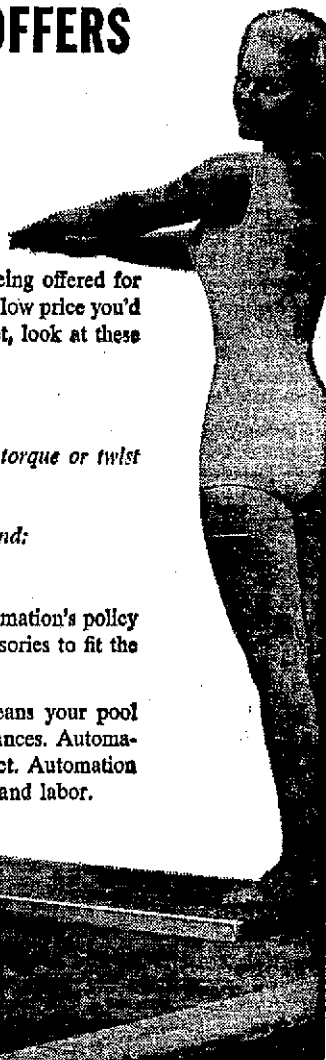 OFFERS
eing offered for
low price you'd
t, look at these
torque or twist
nd:
mation's policy
sories to fit the
eans your pool
ances. Automa-
ct. Automation
and labor.